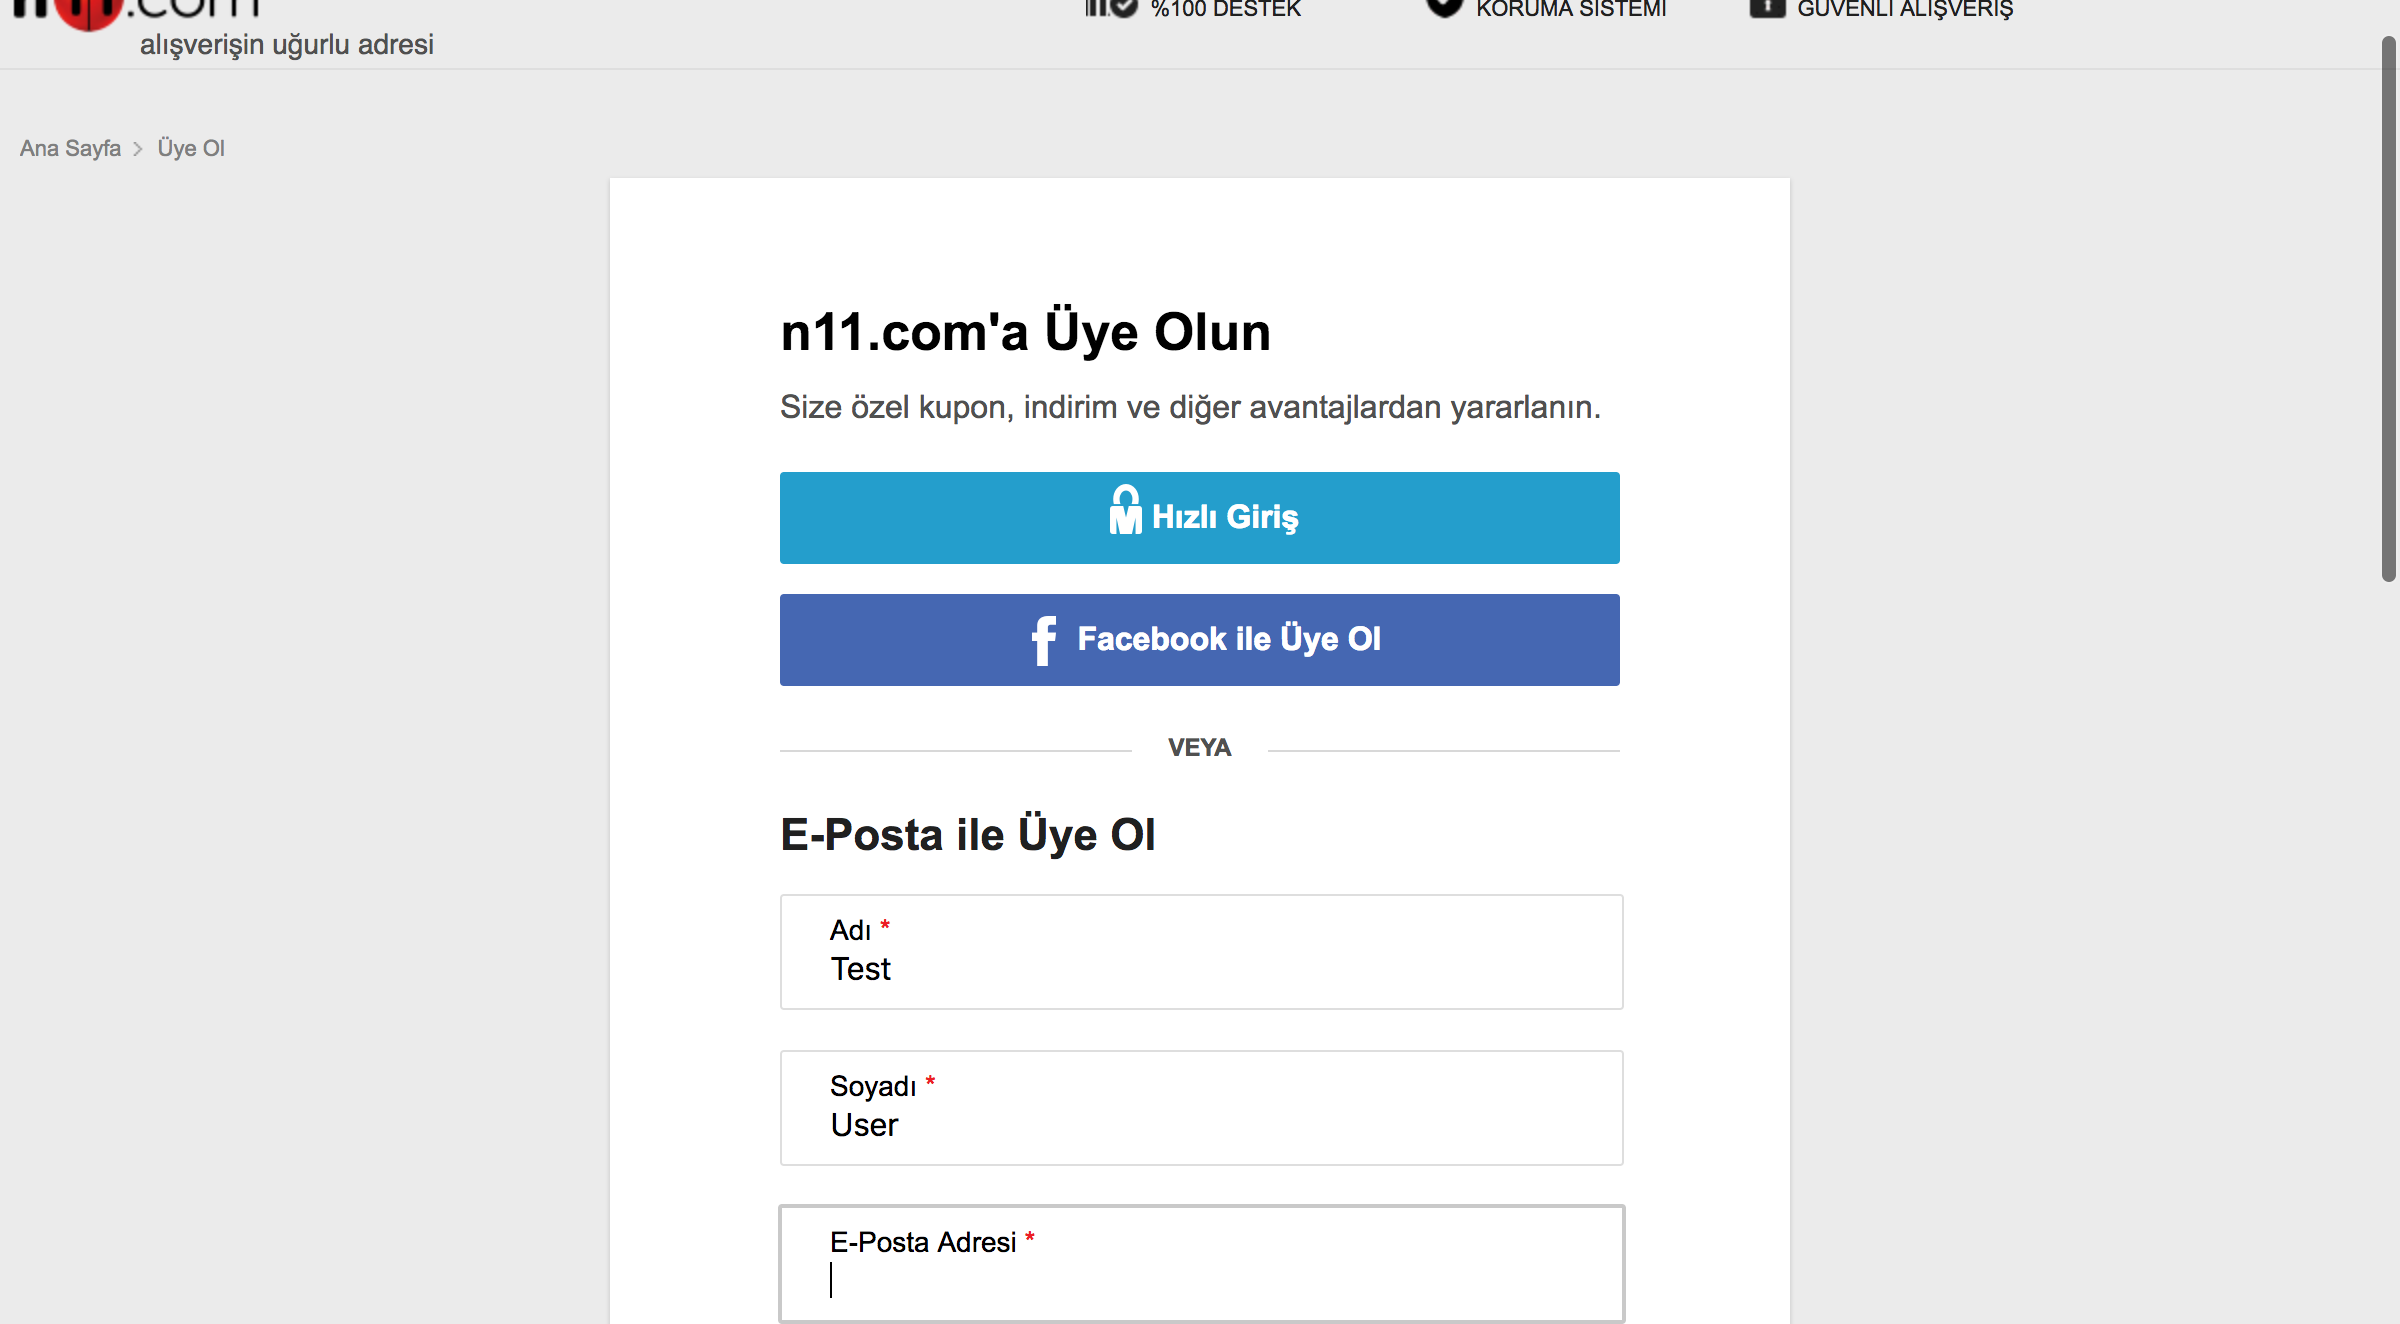 n11.com
%100 DESTEK
KORUMA SİSTEMİ
GÜVENLİ ALIŞVERİŞ
alışverişin uğurlu adresi
Ana Sayfa > Üye Ol
n11.com'a Üye Olun
Size özel kupon, indirim ve diğer avantajlardan yararlanın.
Hızlı Giriş
Facebook ile Üye Ol
VEYA
E-Posta ile Üye Ol
Adı *
Test
Soyadı *
User
E-Posta Adresi *